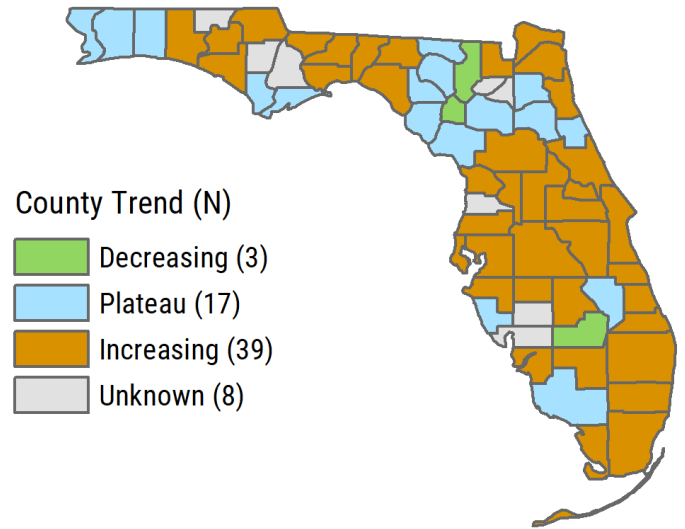 County Trend (N)
Decreasing (3)
Plateau (17)
Increasing (39)
Unknown (8)